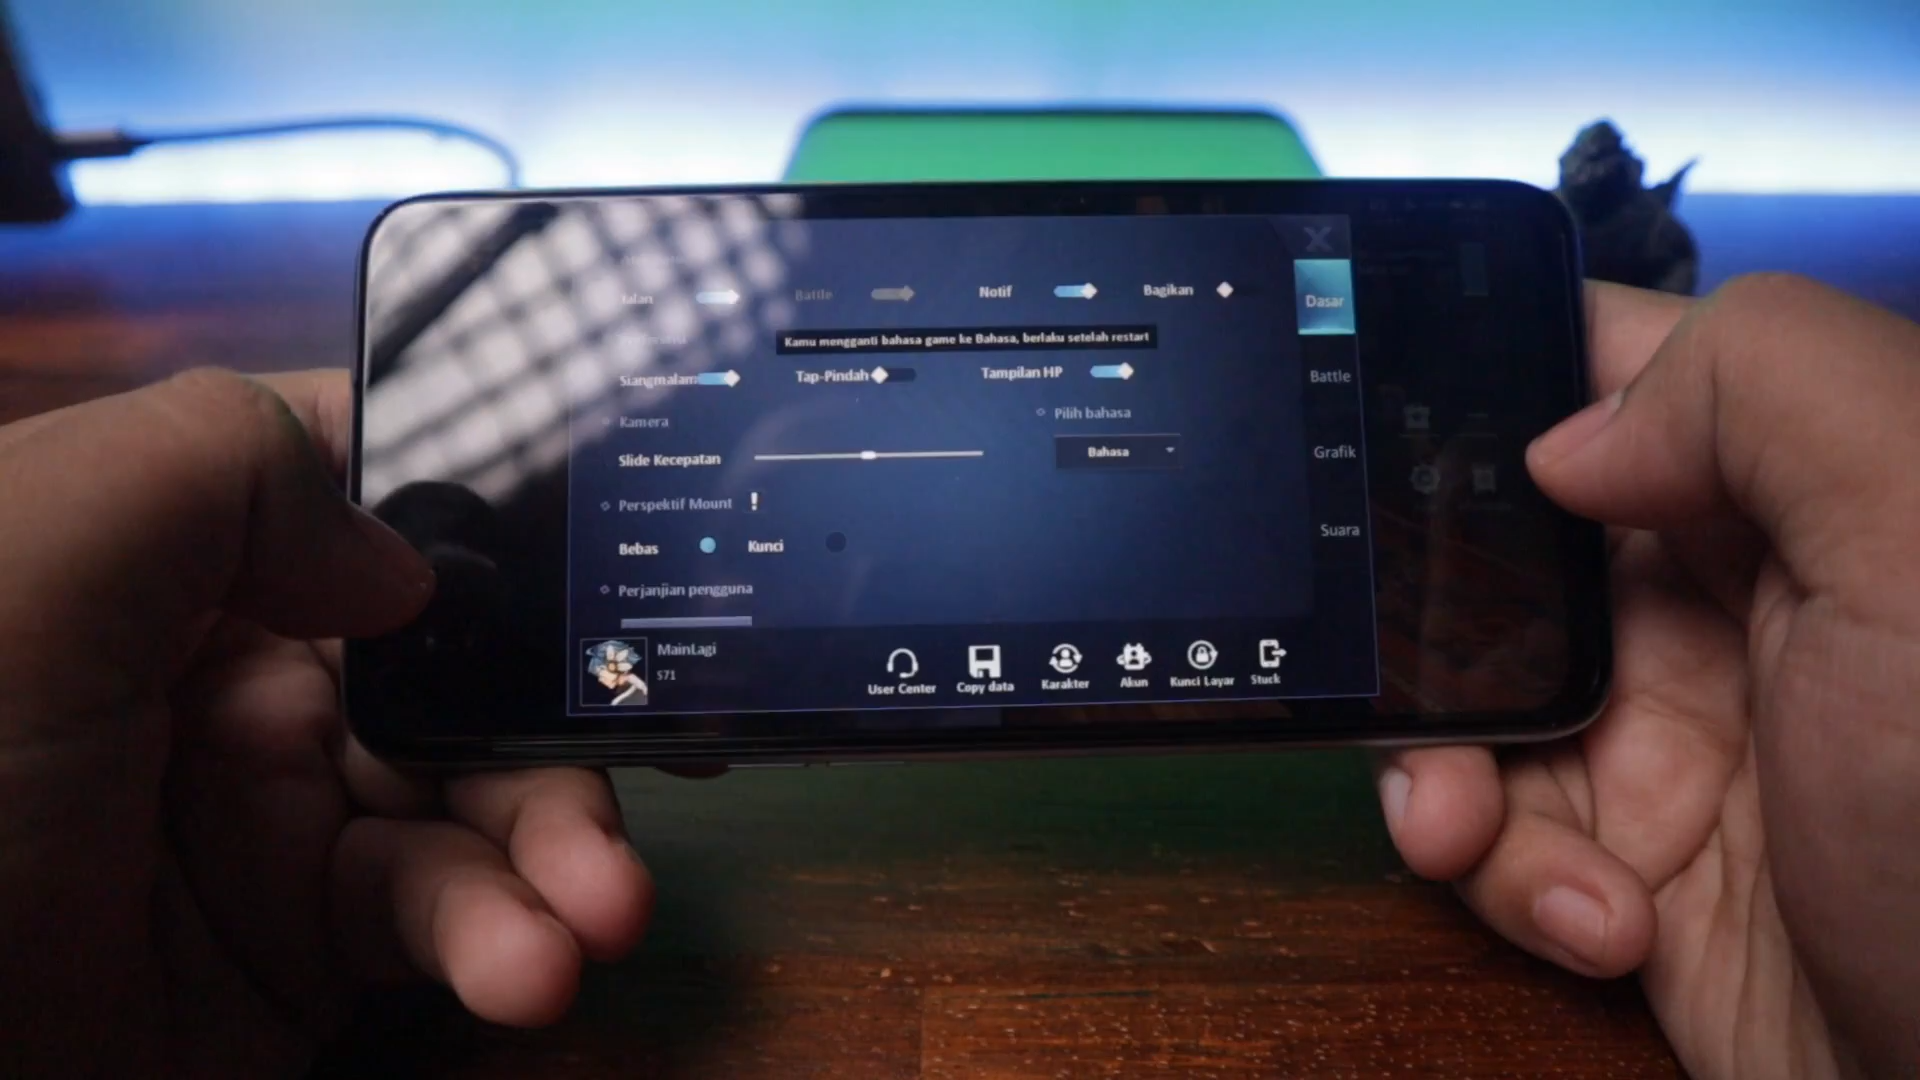 Jalan Battle Notif Bagikan
Kamu mengganti bahasa game ke Bahasa, berlaku setelah restart
Siangmalam Tap-Pindah Tampilan HP
Kamera Pilih bahasa
Slide Kecepatan Bahasa
Perspektif Mount !
Bebas Kunci
Perjanjian pengguna
MainLagi
571
User Center Copy data Karakter Akun Kunci Layar Stuck
X
Dasar
Battle
Grafik
Suara